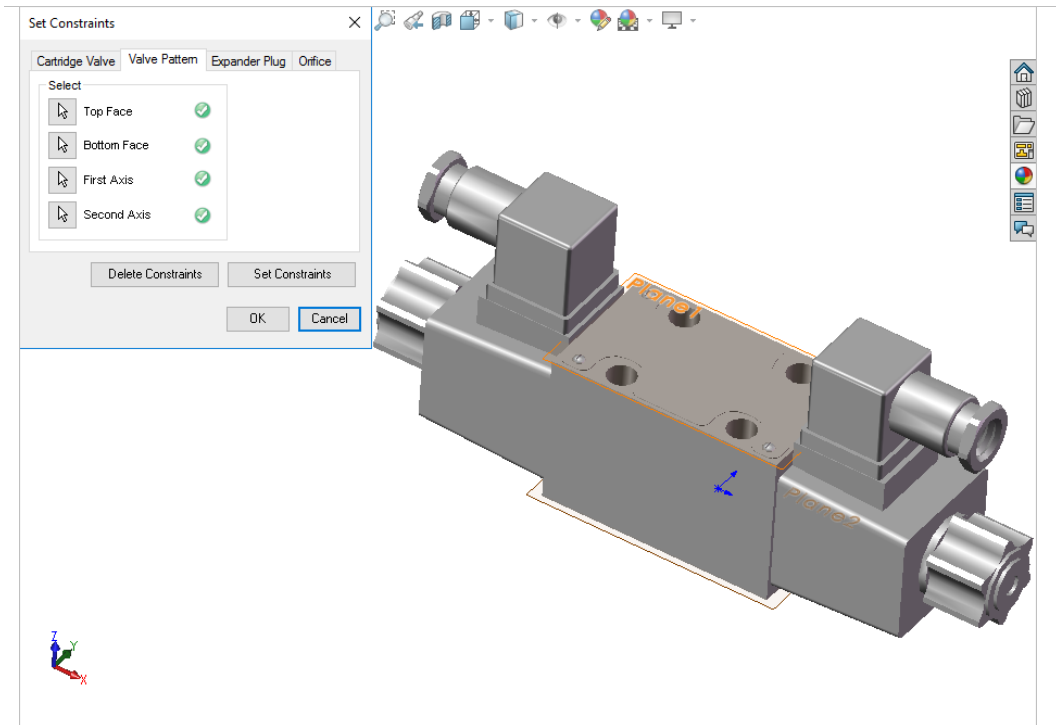 Set Constraints
Cartridge Valve Valve Pattern Expander Plug Orifice
Select
Top Face
Bottom Face
First Axis
Second Axis
Delete Constraints Set Constraints
OK Cancel
Plane1
Plane2
Z
Y
X